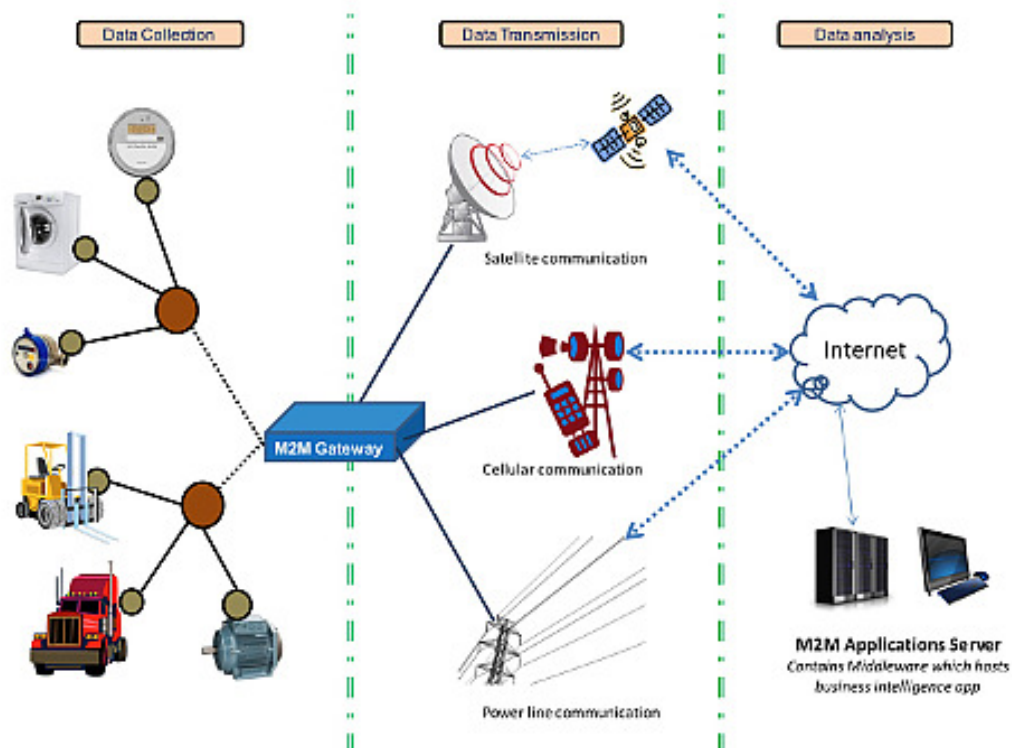 Data Collection
Data Transmission
Data analysis
Satellite communication
Internet
M2M Gateway
Cellular communication
M2M Applications Server
Contains Middleware which hosts
business intelligence app
Power line communication